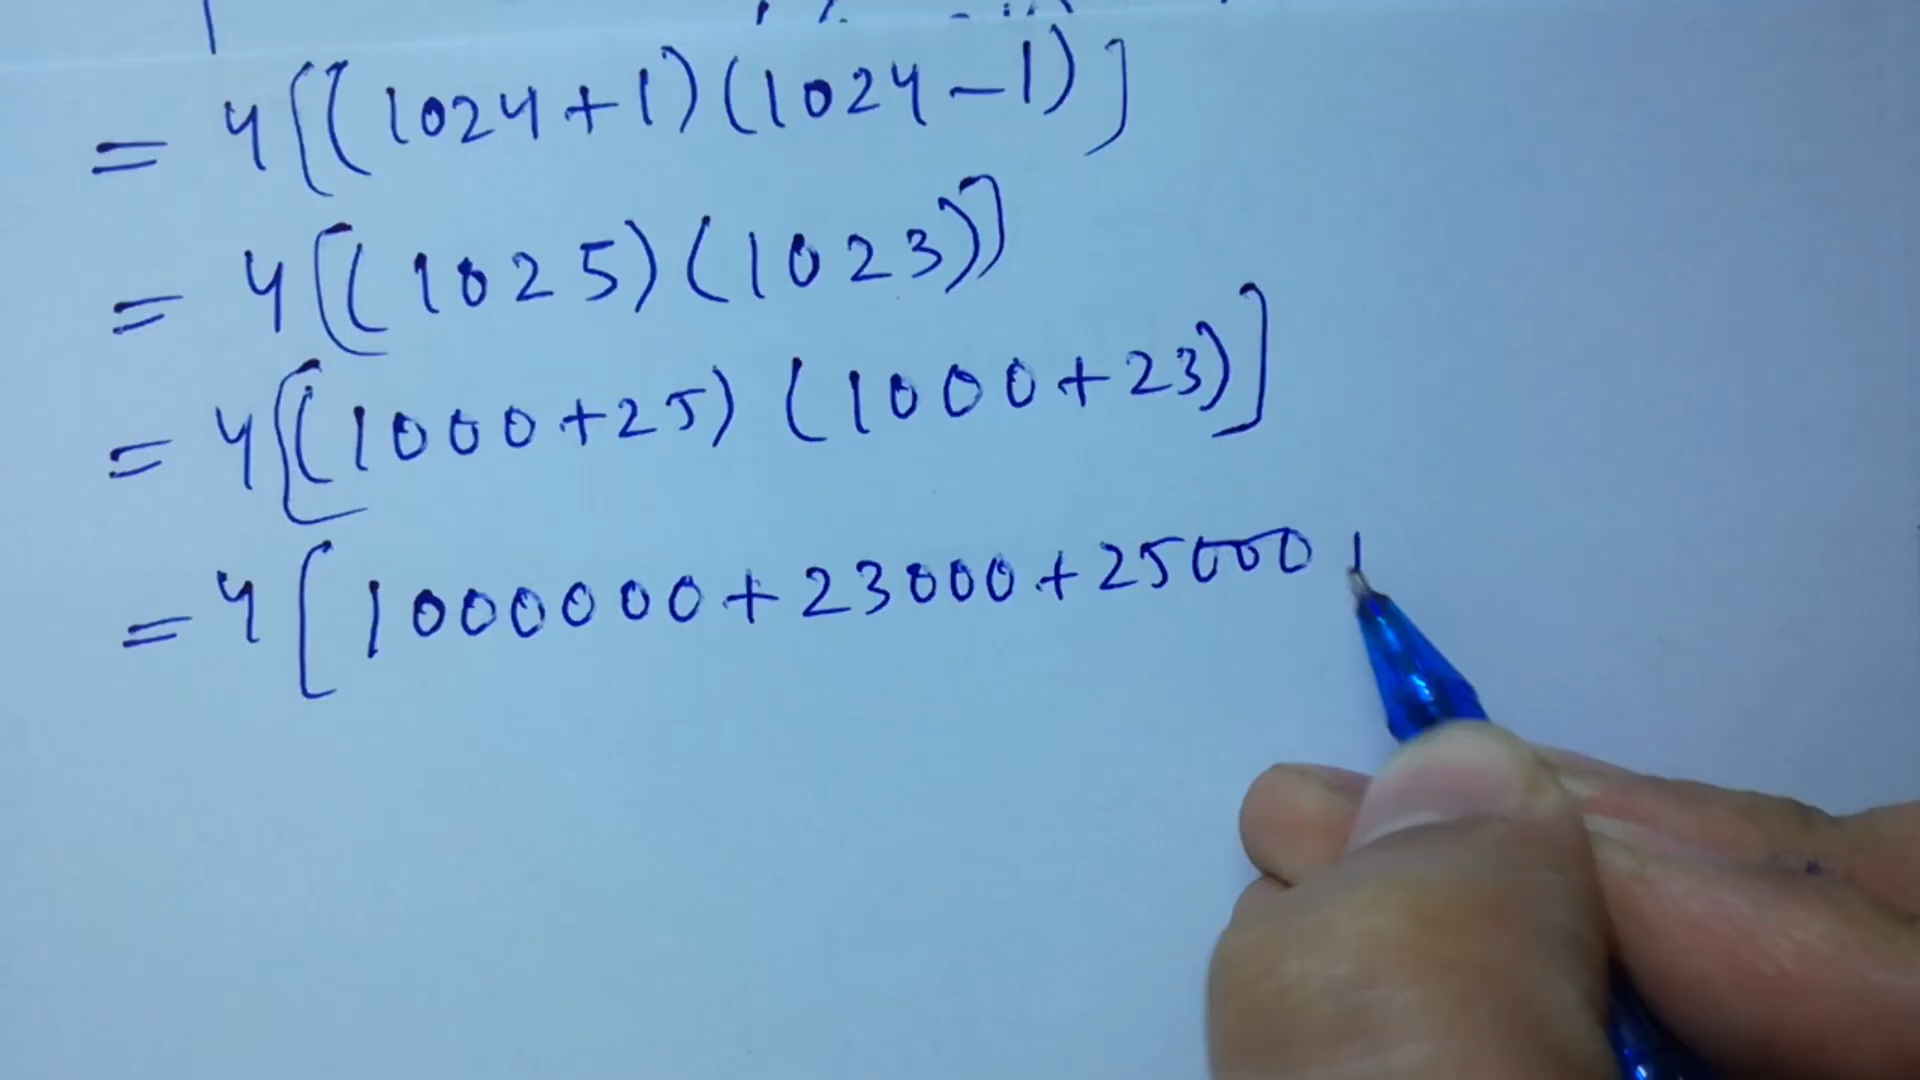 = 4[(1024+1)(1024-1)]
= 4[(1025)(1023)]
= 4[(1000+25)(1000+23)]
= 4[1000000+23000+25000